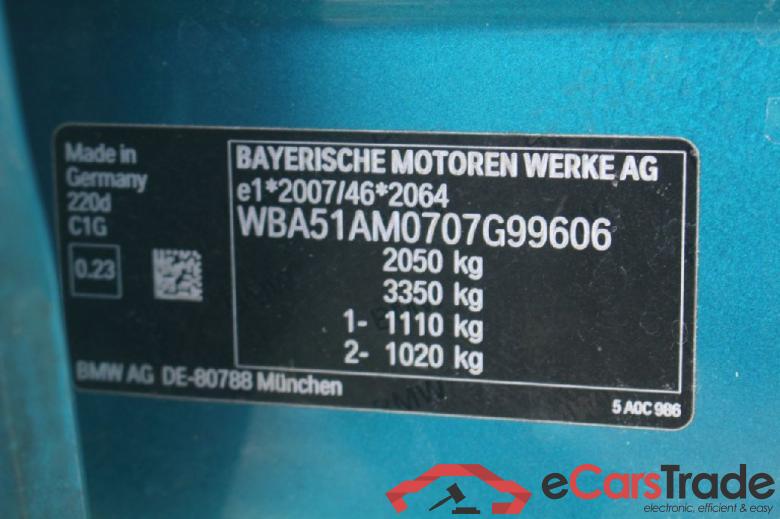 Made in
Germany
220d
C1G
0.23
BAYERISCHE MOTOREN WERKE AG
e1*2007/46*2064
WBA51AM0707G99606
2050 kg
3350 kg
1- 1110 kg
2- 1020 kg
BMW AG DE-80788 München
5 A0C 986
BMW
eCarsTrade
electronic, efficient & easy